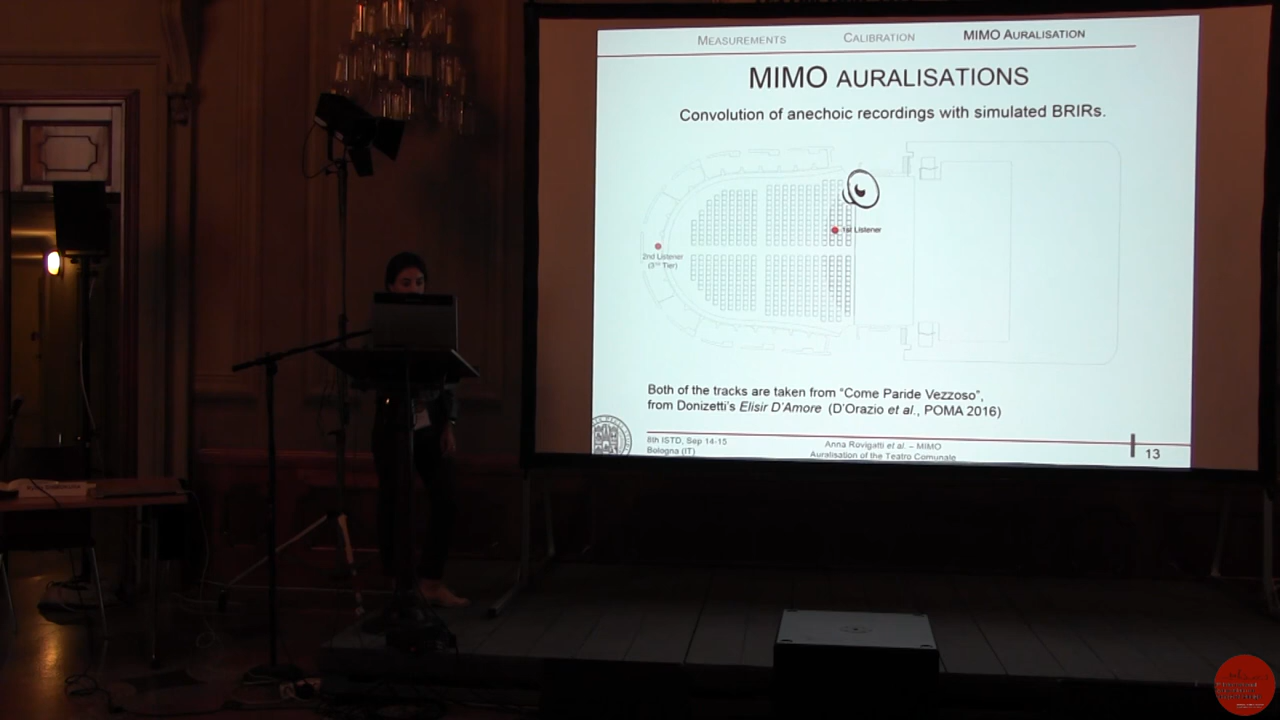 MEASUREMENTS CALIBRATION MIMO AURALISATION
MIMO AURALISATIONS
Convolution of anechoic recordings with simulated BRIRs.
1st Listener
2nd Listener
(3rd Tier)
Both of the tracks are taken from “Come Paride Vezzoso”,
from Donizetti's Elisir D'Amore (D'Orazio et al., POMA 2016)
8th ISTD, Sep 14-15
Bologna (IT)
Anna Rovigatti et al. – MIMO
Auralisation of the Teatro Comunale
13